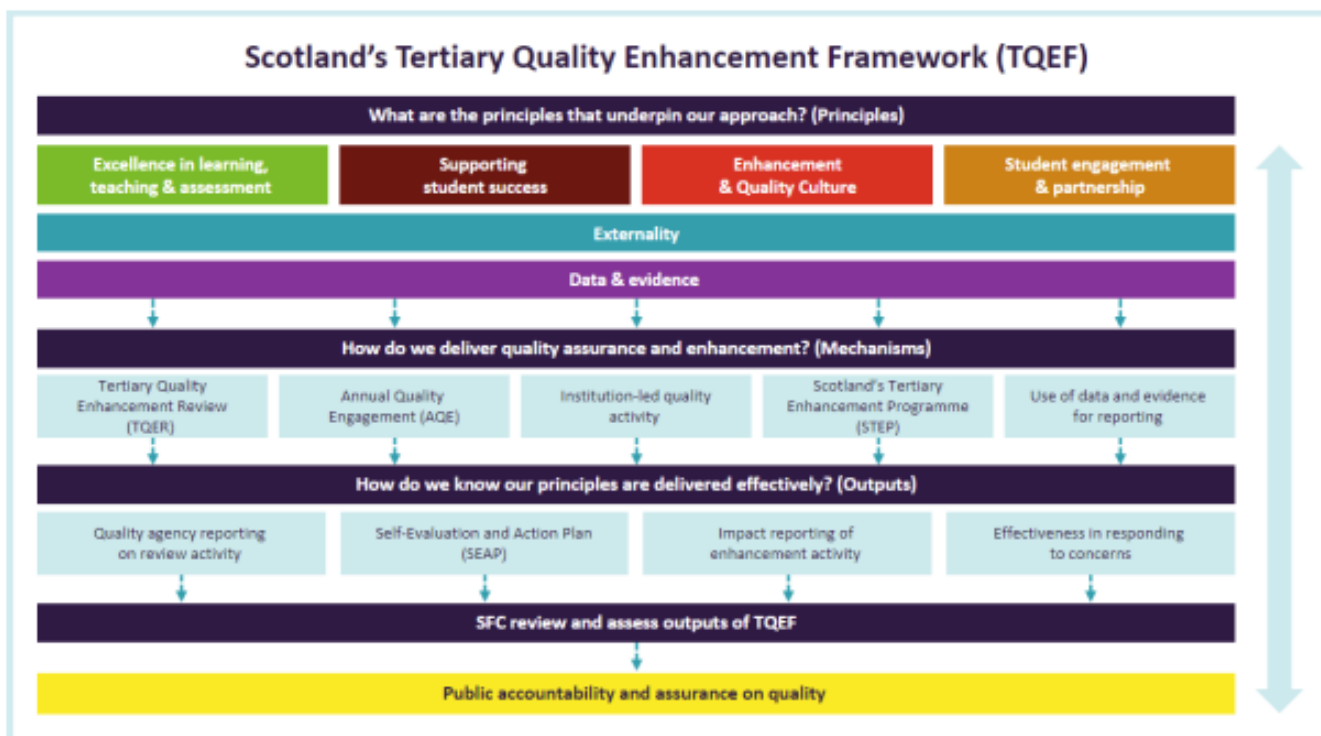 Scotland's Tertiary Quality Enhancement Framework (TQEF)
What are the principles that underpin our approach? (Principles)
Excellence in learning,
teaching & assessment
Supporting
student success
Enhancement
& Quality Culture
Student engagement
& partnership
Externality
Data & evidence
How do we deliver quality assurance and enhancement? (Mechanisms)
Tertiary Quality
Enhancement Review
(TQER)
Annual Quality
Engagement (AQE)
Institution-led quality
activity
Scotland's Tertiary
Enhancement Programme
(STEP)
Use of data and evidence
for reporting
How do we know our principles are delivered effectively? (Outputs)
Quality agency reporting
on review activity
Self-Evaluation and Action Plan
(SEAP)
Impact reporting of
enhancement activity
Effectiveness in responding
to concerns
SFC review and assess outputs of TQEF
Public accountability and assurance on quality